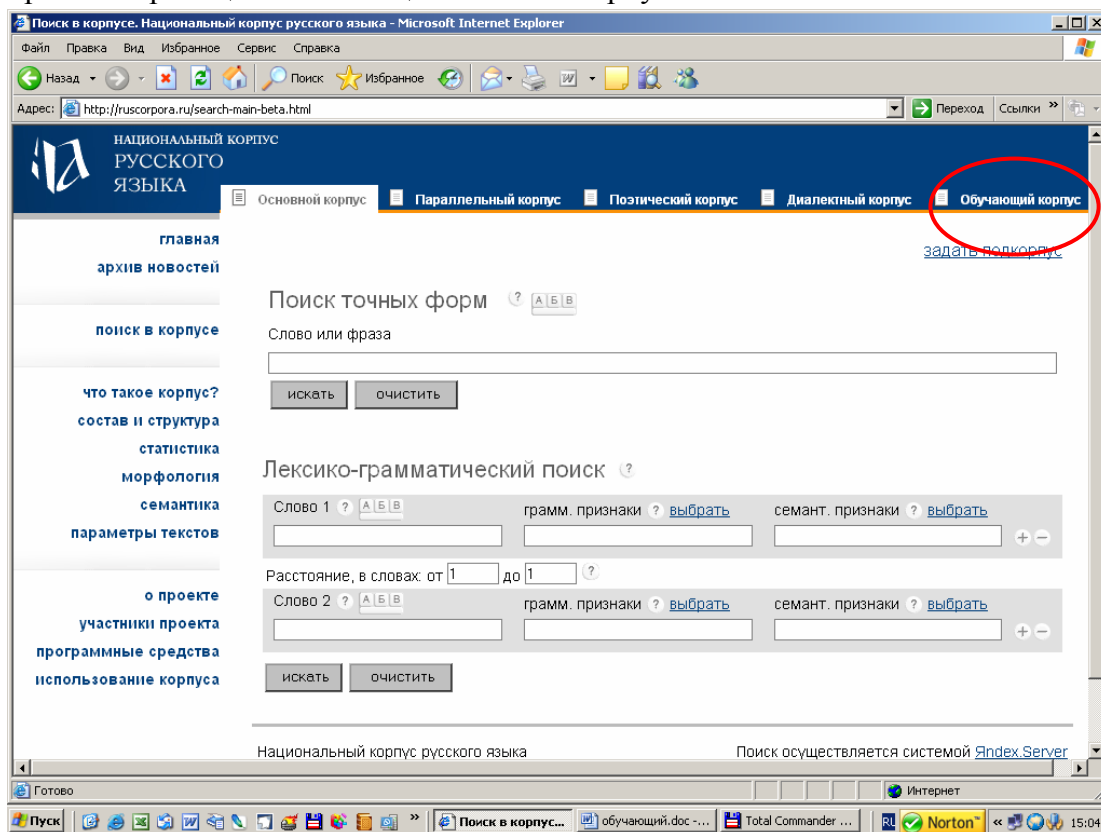 Поиск в корпусе. Национальный корпус русского языка - Microsoft Internet Explorer
Файл Правка Вид Избранное Сервис Справка
Назад Поиск Избранное
Адрес: http://ruscorpora.ru/search-main-beta.html Переход Ссылки »
НАЦИОНАЛЬНЫЙ КОРПУС
РУССКОГО
ЯЗЫКА
Основной корпус Параллельный корпус Поэтический корпус Диалектный корпус Обучающий корпус
главная
задать подкорпус
архив новостей
Поиск точных форм ? А Б В
поиск в корпусе
Слово или фраза
что такое корпус?
искать очистить
состав и структура
статистика
Лексико-грамматический поиск ?
морфология
семантика
Слово 1 ? А Б В грамм. признаки ? выбрать семант. признаки ? выбрать
параметры текстов
Расстояние, в словах: от 1 до 1 ?
о проекте
Слово 2 ? А Б В грамм. признаки ? выбрать семант. признаки ? выбрать
участники проекта
программные средства
использование корпуса
искать очистить
Национальный корпус русского языка Поиск осуществляется системой Яndex.Server
Готово Интернет
Пуск » Поиск в корпус... обучающий.doc -... Total Commander ... RL Norton™ « 15:04